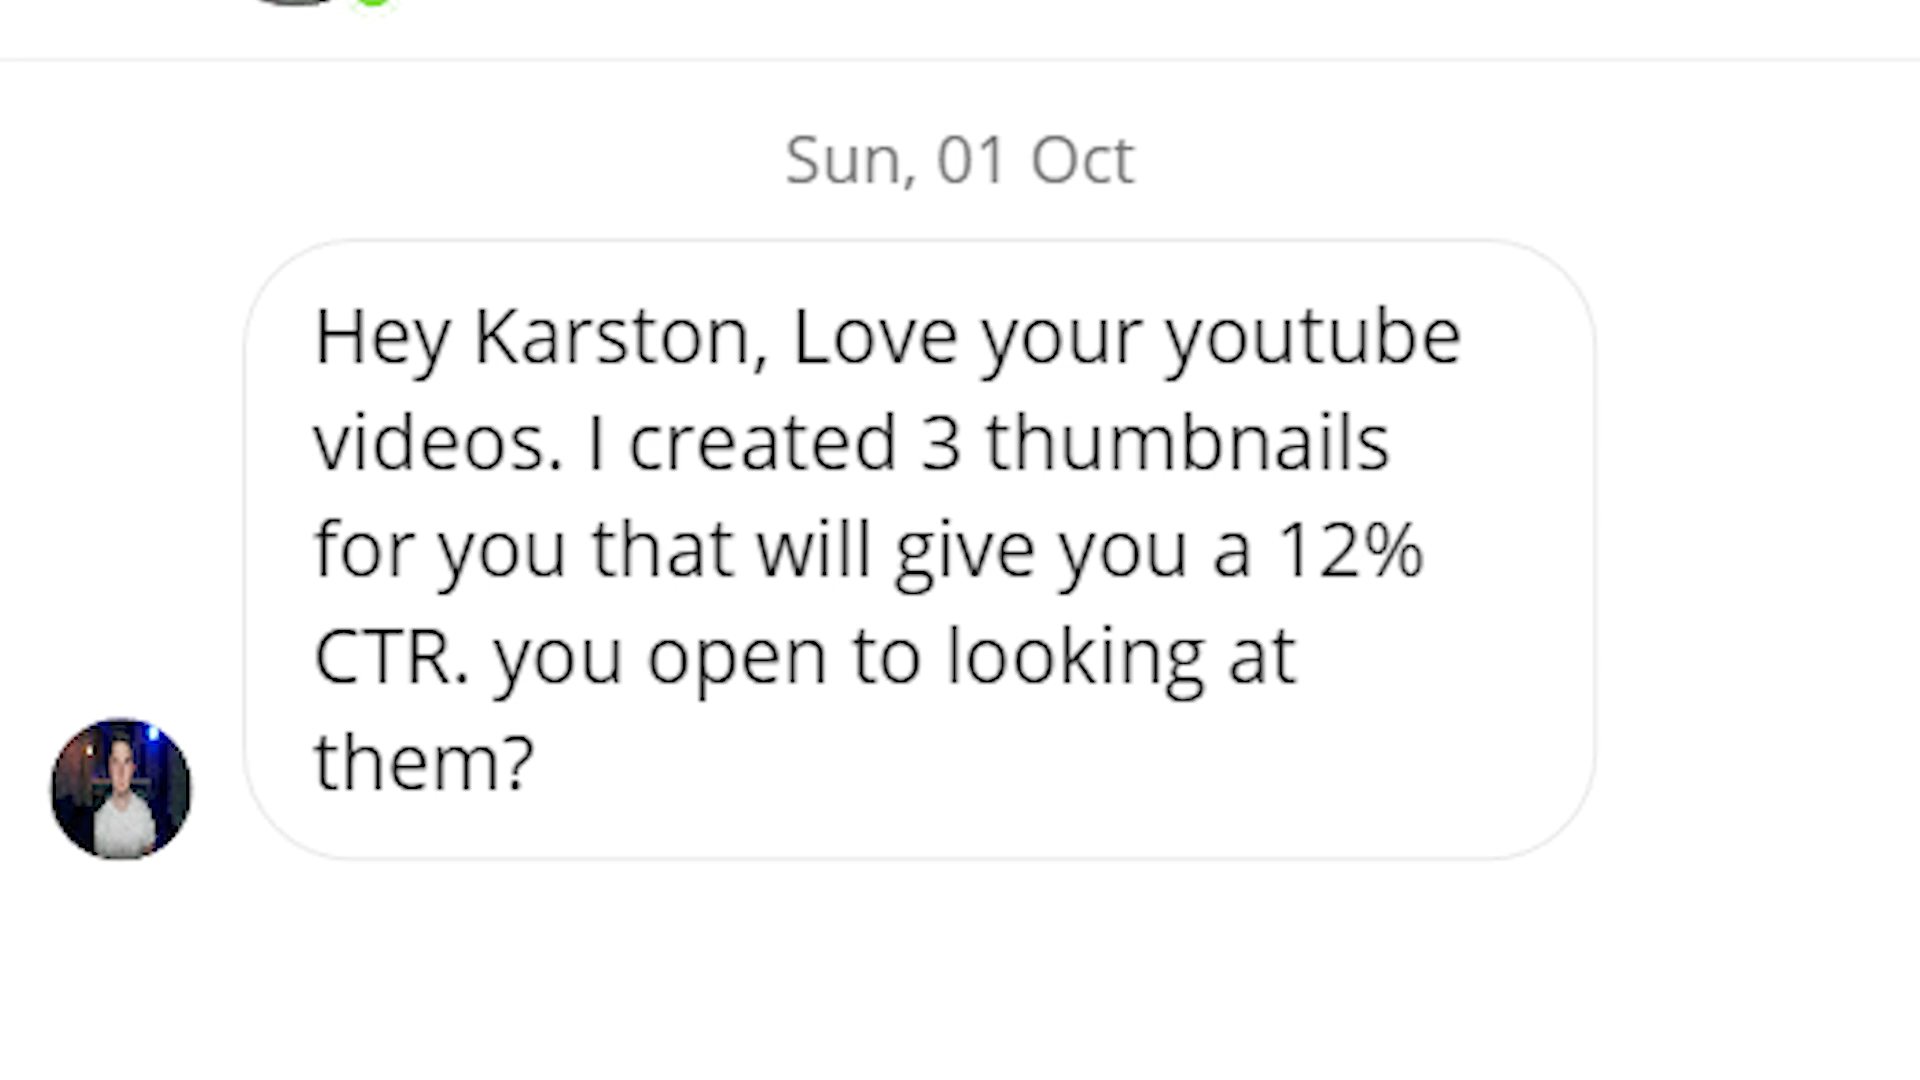 Sun, 01 Oct
Hey Karston, Love your youtube
videos. I created 3 thumbnails
for you that will give you a 12%
CTR. you open to looking at
them?